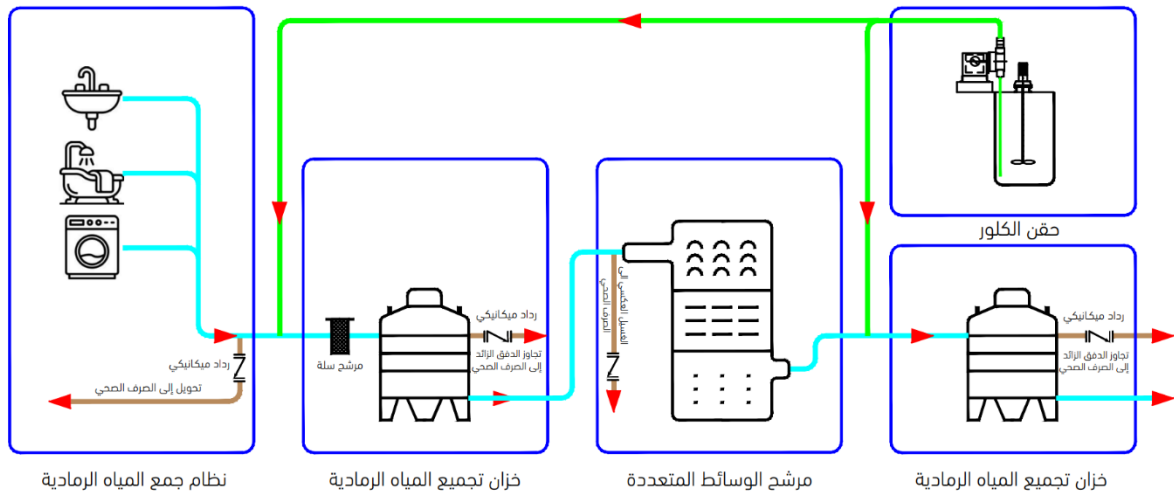 حقن الكلور
رداد ميكانيكي
تحويل إلى الصرف الصحي
نظام جمع المياه الرمادية
مرشح سلة
رداد ميكانيكي
تجاوز الدفق الزائد
إلى الصرف الصحي
خزان تجميع المياه الرمادية
الغسيل العكسي الى
الصرف الصحي
مرشح الوسائط المتعددة
رداد ميكانيكي
تجاوز الدفق الزائد
إلى الصرف الصحي
خزان تجميع المياه الرمادية